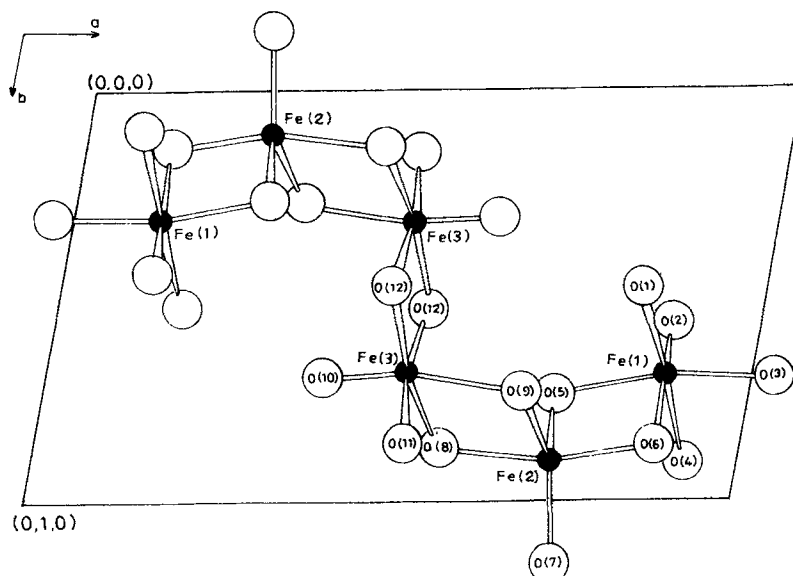 a
b
(0,0,0)
Fe(2)
Fe(1)
Fe(3)
O(12)
O(12)
O(1)
O(2)
Fe(3)
Fe(1)
O(10)
O(9)
O(5)
O(3)
O(11)
O(8)
O(6)
O(4)
Fe(2)
(0,1,0)
O(7)